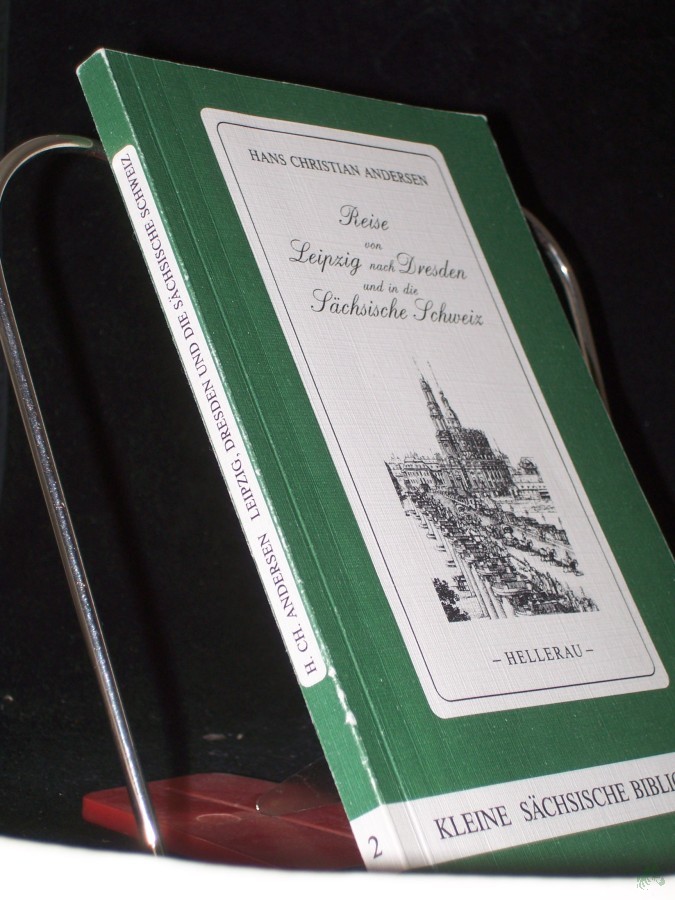 HANS CHRISTIAN ANDERSEN
Reise
von
Leipzig nach Dresden
und in die
Sächsische Schweiz
– HELLERAU –
KLEINE SÄCHSISCHE BIBLIO
H. CH. ANDERSEN LEIPZIG, DRESDEN UND DIE SÄCHSISCHE SCHWEIZ
2